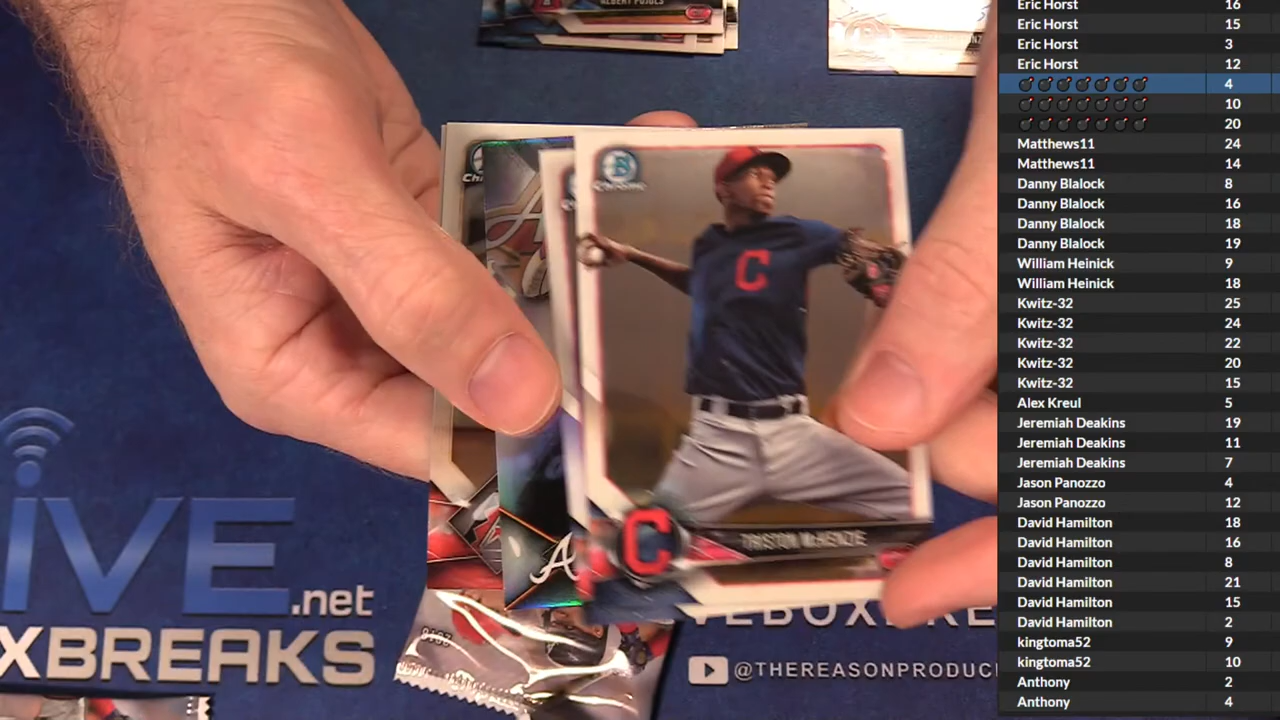 ALBERT PUJOLS
Chrome
C
TRISTON McKENZIE
C
A
2018
iVE
.net
XBREAKS
@THEREASONPRODUC
Eric Horst 16
Eric Horst 15
Eric Horst 3
Eric Horst 12
4
10
20
Matthews11 24
Matthews11 14
Danny Blalock 8
Danny Blalock 16
Danny Blalock 18
Danny Blalock 19
William Heinick 9
William Heinick 18
Kwitz-32 25
Kwitz-32 24
Kwitz-32 22
Kwitz-32 20
Kwitz-32 15
Alex Kreul 5
Jeremiah Deakins 19
Jeremiah Deakins 11
Jeremiah Deakins 7
Jason Panozzo 4
Jason Panozzo 12
David Hamilton 18
David Hamilton 16
David Hamilton 8
David Hamilton 21
David Hamilton 15
David Hamilton 2
kingtoma52 9
kingtoma52 10
Anthony 2
Anthony 4